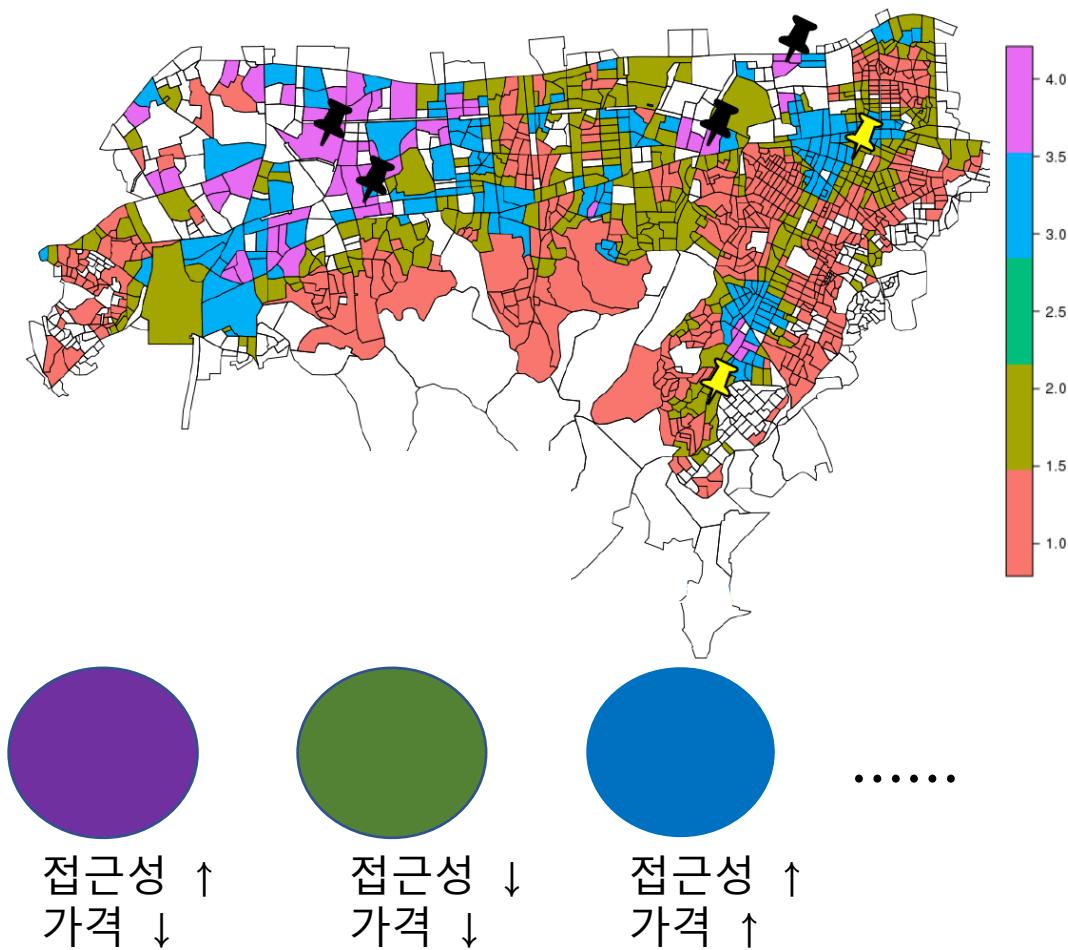 4.0
3.5
3.0
2.5
2.0
1.5
1.0
......
접근성 ↑
가격 ↓
접근성 ↓
가격 ↓
접근성 ↑
가격 ↑